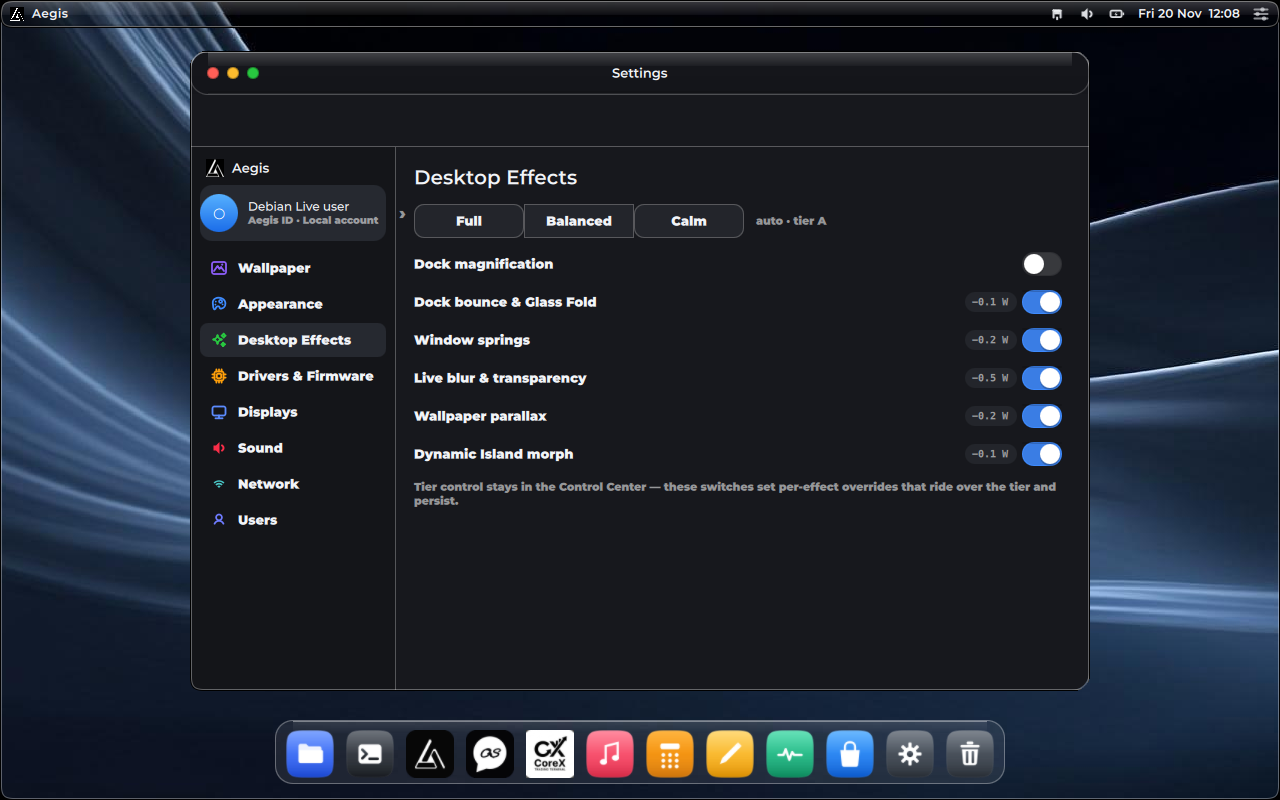 Aegis
Fri 20 Nov 12:08
Settings
Aegis
Debian Live user
Aegis ID • Local account
Wallpaper
Appearance
Desktop Effects
Drivers & Firmware
Displays
Sound
Network
Users
Desktop Effects
Full
Balanced
Calm
auto • tier A
Dock magnification
Dock bounce & Glass Fold
−0.1 W
Window springs
−0.2 W
Live blur & transparency
−0.5 W
Wallpaper parallax
−0.2 W
Dynamic Island morph
−0.1 W
Tier control stays in the Control Center — these switches set per-effect overrides that ride over the tier and
persist.
as
CX
CoreX